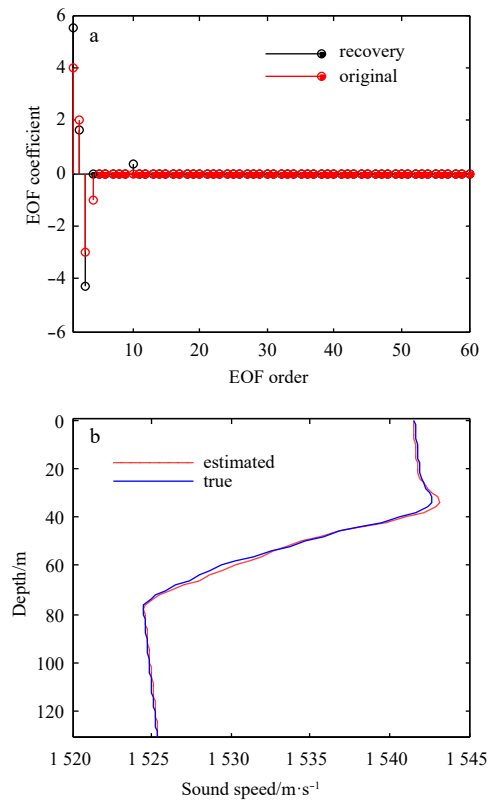 a
recovery
original
6
4
2
0
−2
−4
−6
EOF coefficient
10 20 30 40 50 60
EOF order
b
estimated
true
0
20
40
60
80
100
120
Depth/m
1 520 1 525 1 530 1 535 1 540 1 545
Sound speed/m·s⁻¹